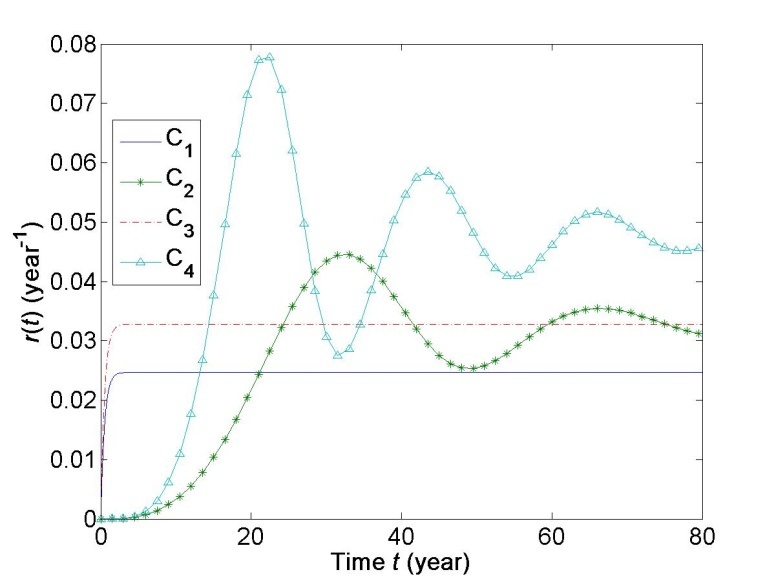 0.08
0.07
0.06
0.05
0.04
0.03
0.02
0.01
0
r(t) (year⁻¹)
C₁
C₂
C₃
C₄
0 20 40 60 80
Time t (year)